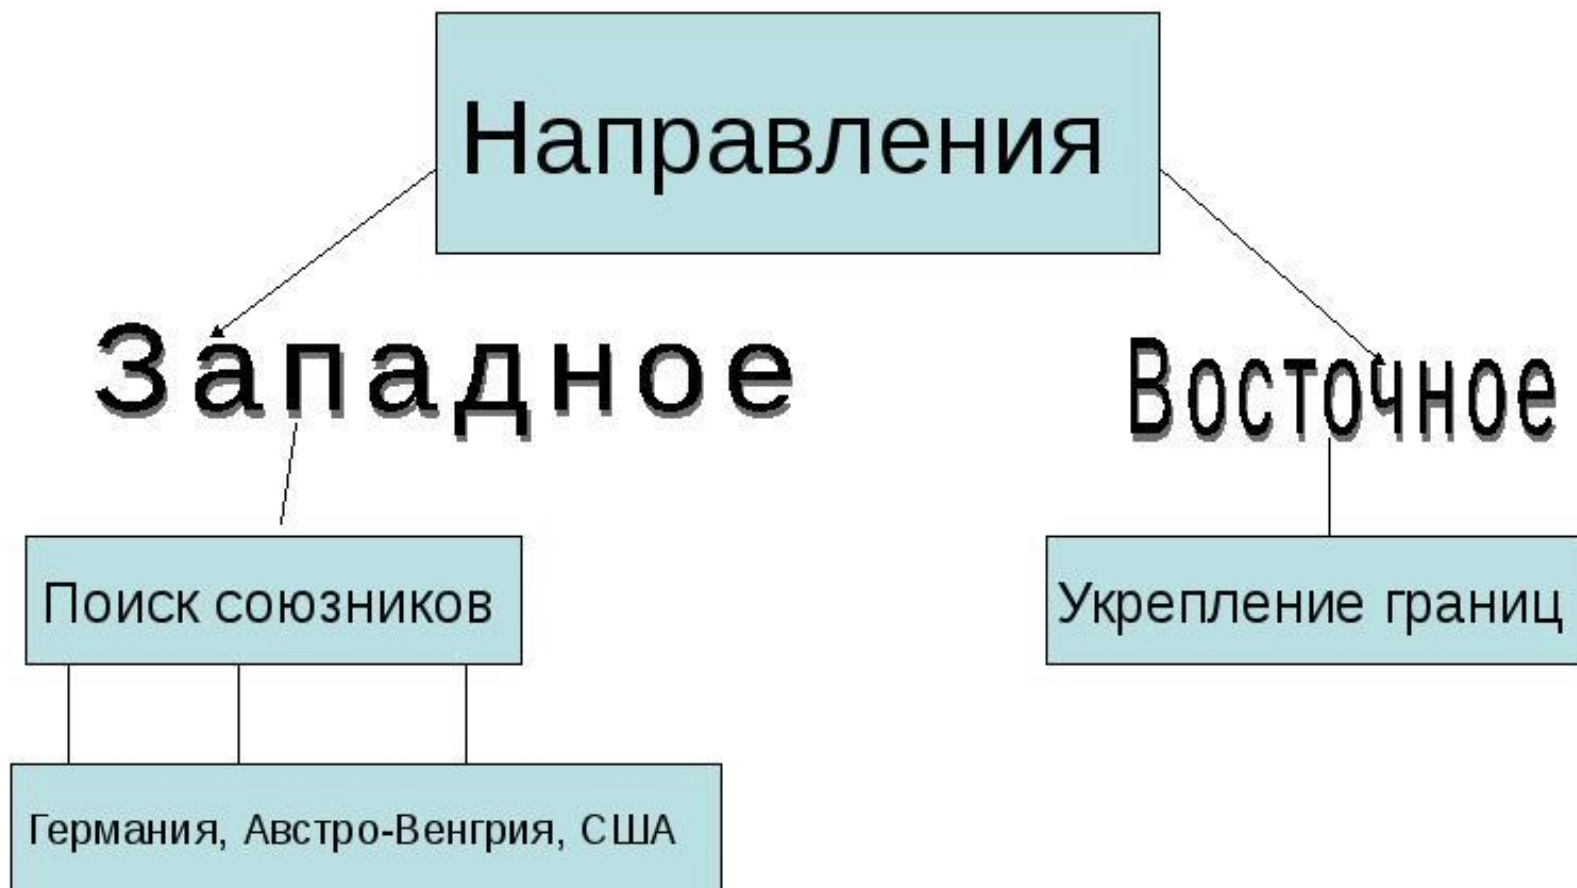 Направления
Западное
Восточное
Поиск союзников
Укрепление границ
Германия, Австро-Венгрия, США